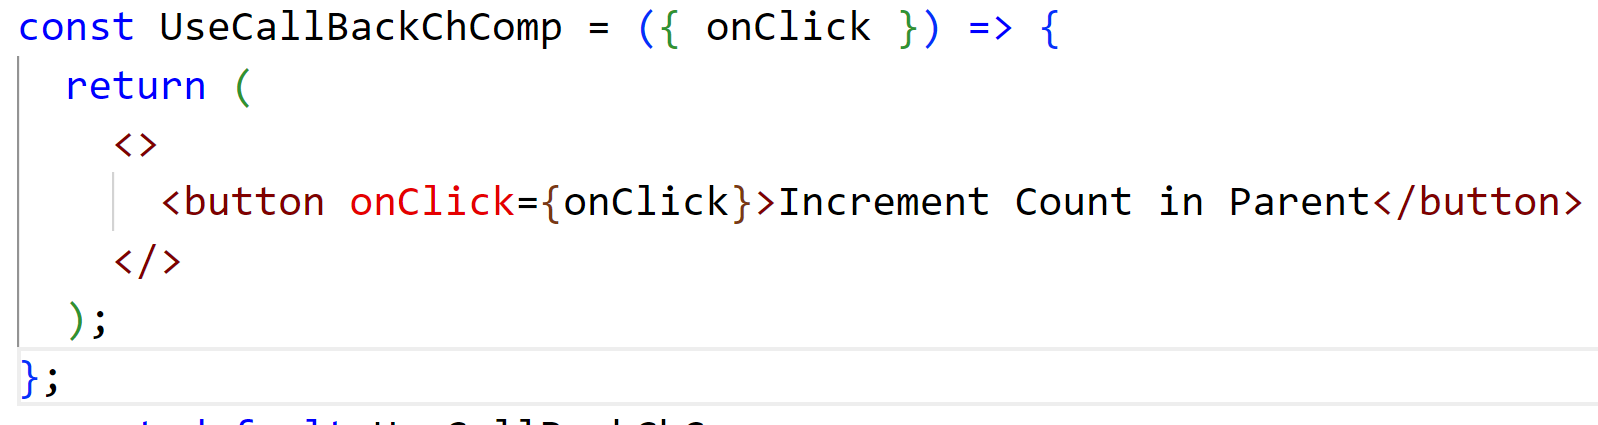 const UseCallBackChComp = ({ onClick }) => {
return (
<>
<button onClick={onClick}>Increment Count in Parent</button>
</>
);
};